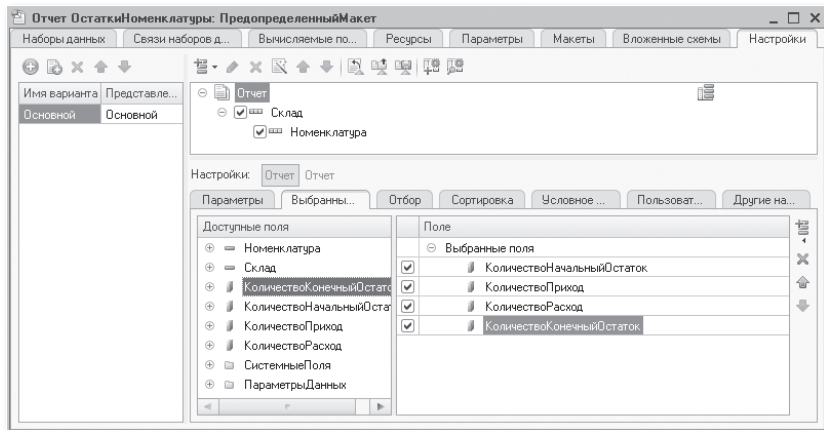 Отчет ОстаткиНоменклатуры: ПредопределенныйМакет
Наборы данных Связи наборов д... Вычисляемые по... Ресурсы Параметры Макеты Вложенные схемы Настройки
Имя варианта Представле...
Основной Основной
Отчет
Склад
Номенклатура
Настройки: Отчет Отчет
Параметры Выбранны... Отбор Сортировка Условное ... Пользоват... Другие на...
Доступные поля
Номенклатура
Склад
КоличествоКонечныйОстато
КоличествоНачальныйОстат
КоличествоПриход
КоличествоРасход
СистемныеПоля
ПараметрыДанных
Поле
Выбранные поля
КоличествоНачальныйОстаток
КоличествоПриход
КоличествоРасход
КоличествоКонечныйОстаток